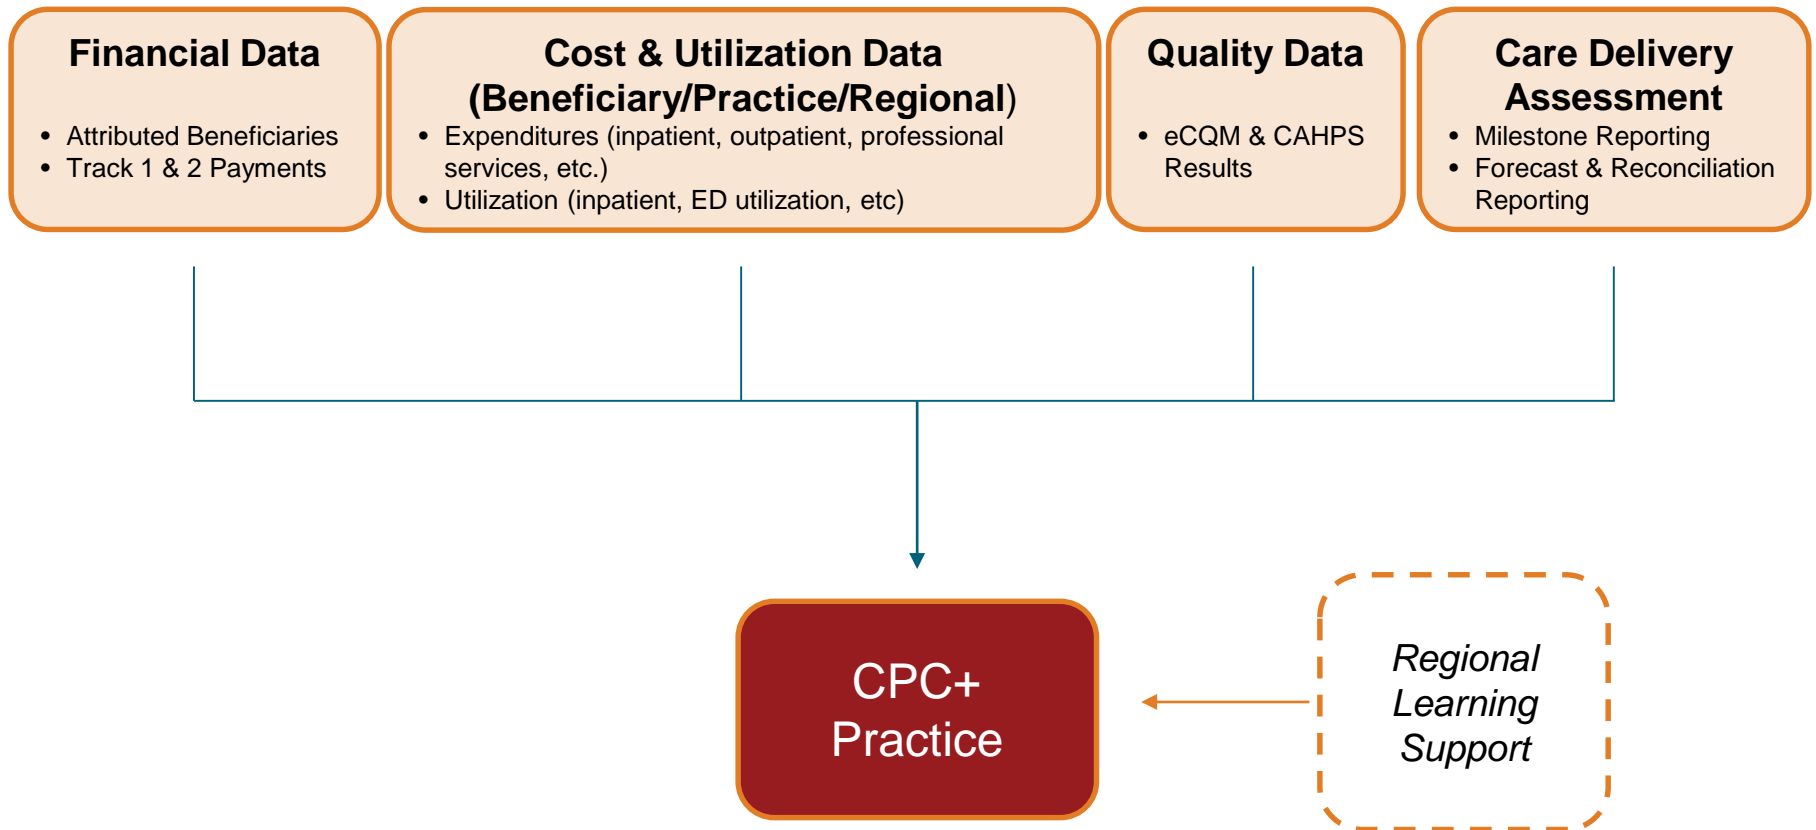 Financial Data
• Attributed Beneficiaries
• Track 1 & 2 Payments
Cost & Utilization Data
(Beneficiary/Practice/Regional)
• Expenditures (inpatient, outpatient, professional
services, etc.)
• Utilization (inpatient, ED utilization, etc)
Quality Data
• eCQM & CAHPS
Results
Care Delivery
Assessment
• Milestone Reporting
• Forecast & Reconciliation
Reporting
CPC+
Practice
Regional
Learning
Support